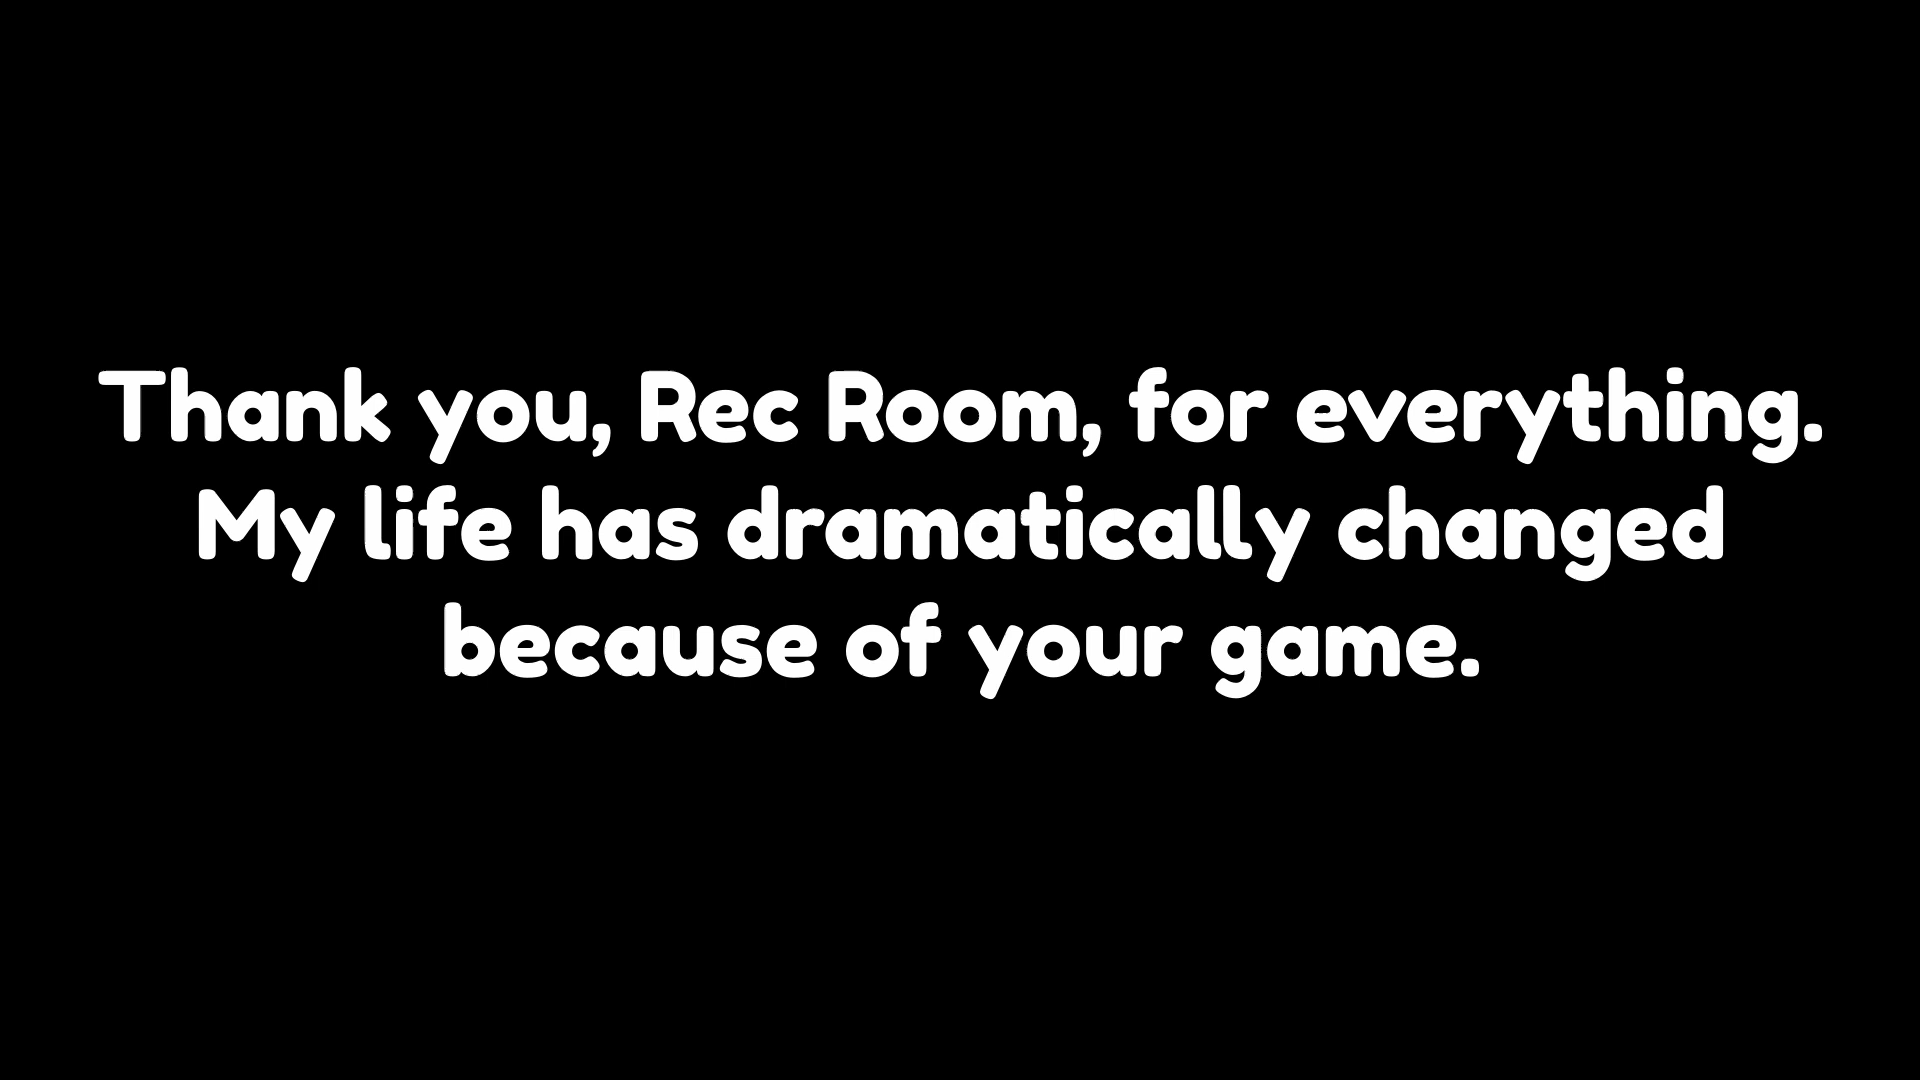 Thank you, Rec Room, for everything.
My life has dramatically changed
because of your game.